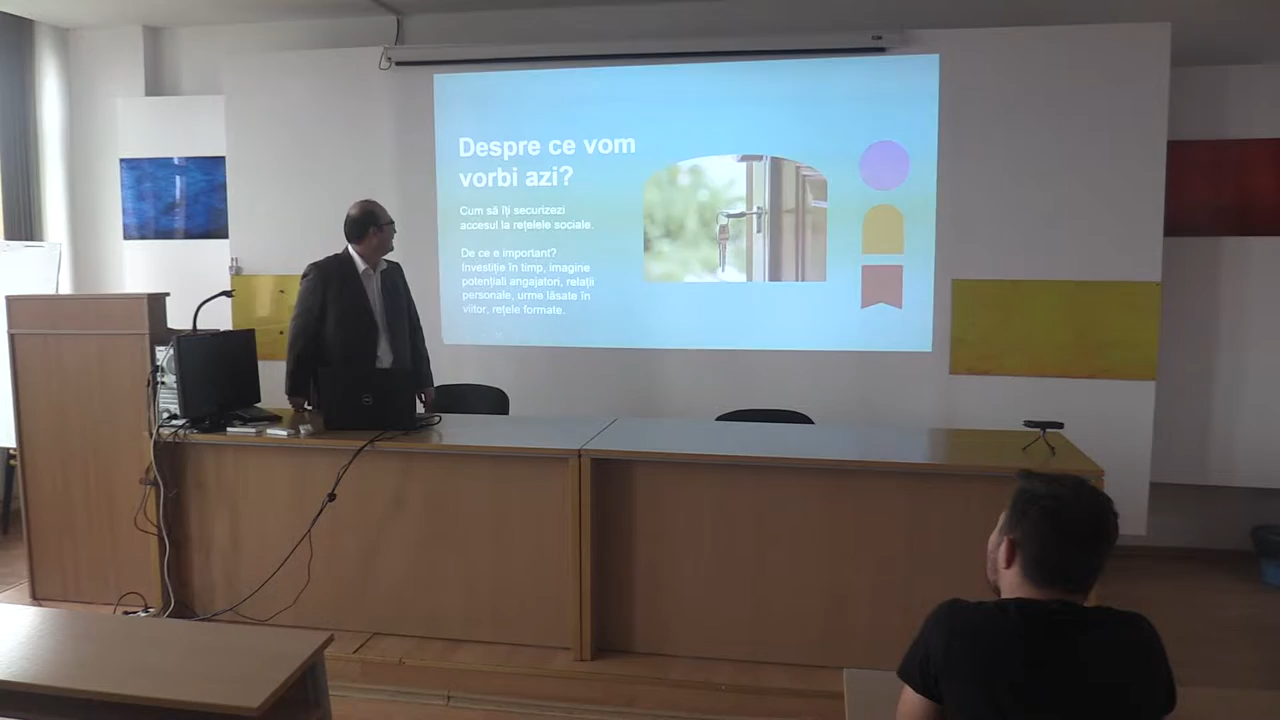 Despre ce vom
vorbi azi?
Cum să îți securizezi
accesul la rețelele sociale.
De ce e important?
Investiție în timp, imagine
potențiali angajatori, relații
personale, urme lăsate în
viitor, rețele formate.
DELL